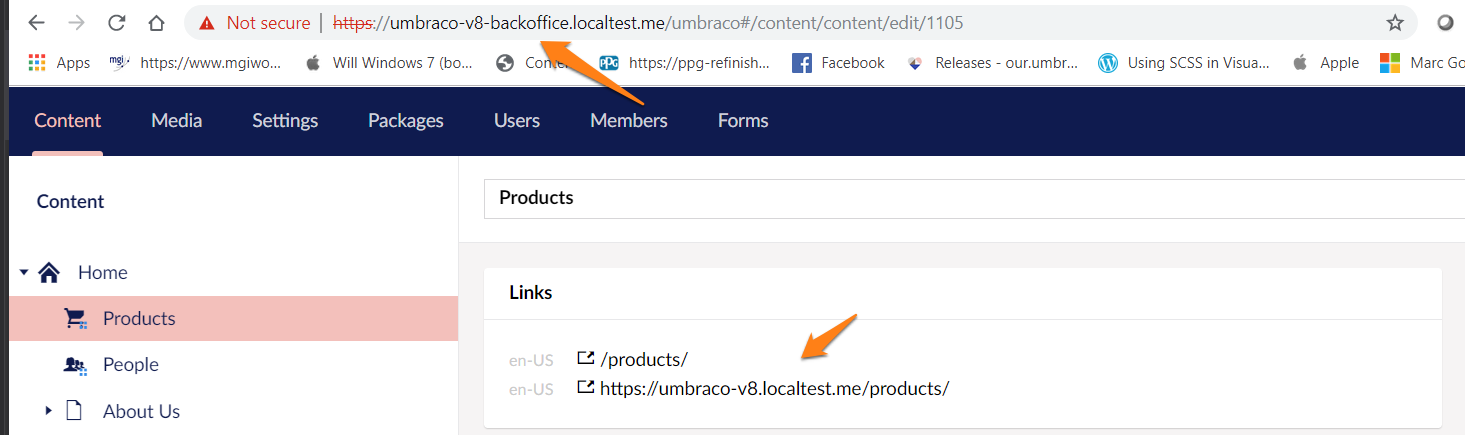 Not secure | https://umbraco-v8-backoffice.localtest.me/umbraco#/content/content/edit/1105
Apps https://www.mgiwo... Will Windows 7 (bo... Conte https://ppg-refinish... Facebook Releases - our.umbr... Using SCSS in Visua... Apple Marc Go
Content Media Settings Packages Users Members Forms
Content
Products
Home
Links
Products
en-US /products/
People
en-US https://umbraco-v8.localtest.me/products/
About Us